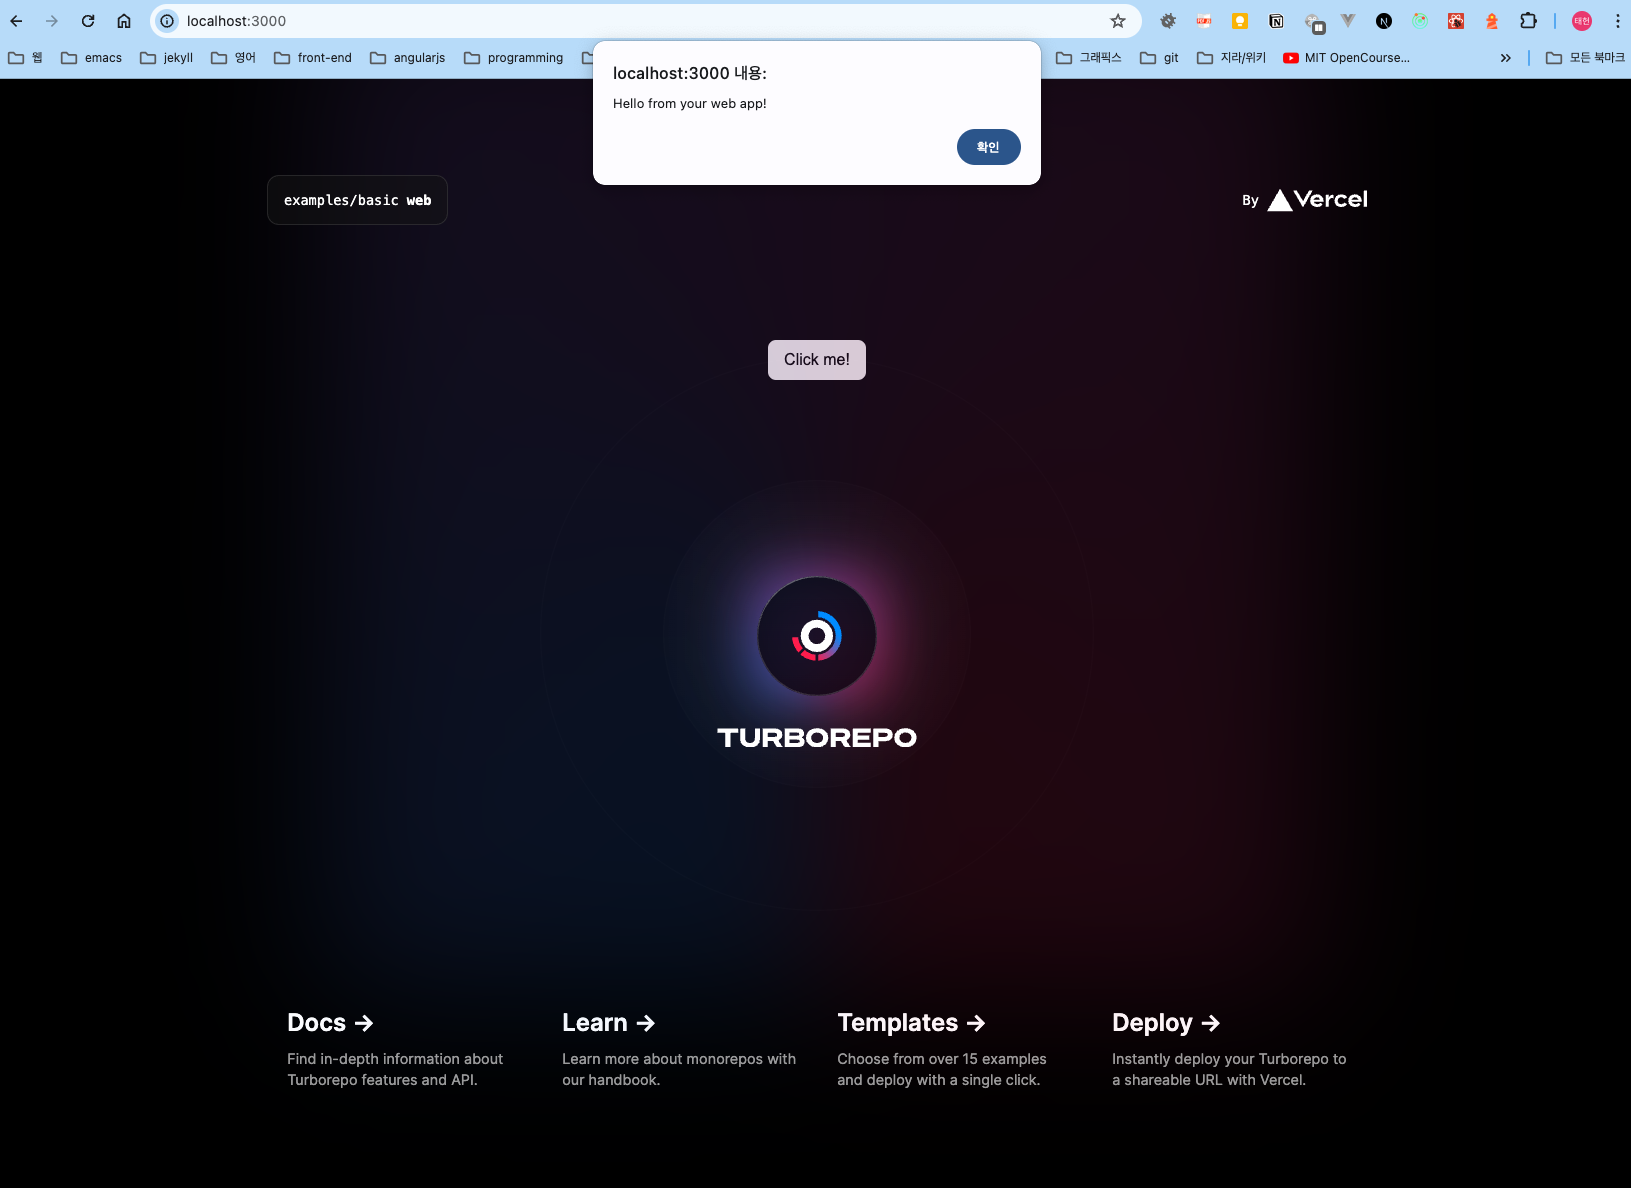 localhost:3000
웹 emacs jekyll 영어 front-end angularjs programming 그래픽스 git 지라/위키 MIT OpenCourse... 모든 북마크
태헌
localhost:3000 내용:
Hello from your web app!
확인
examples/basic web
By Vercel
Click me!
TURBOREPO
Docs →
Find in-depth information about
Turborepo features and API.
Learn →
Learn more about monorepos with
our handbook.
Templates →
Choose from over 15 examples
and deploy with a single click.
Deploy →
Instantly deploy your Turborepo to
a shareable URL with Vercel.